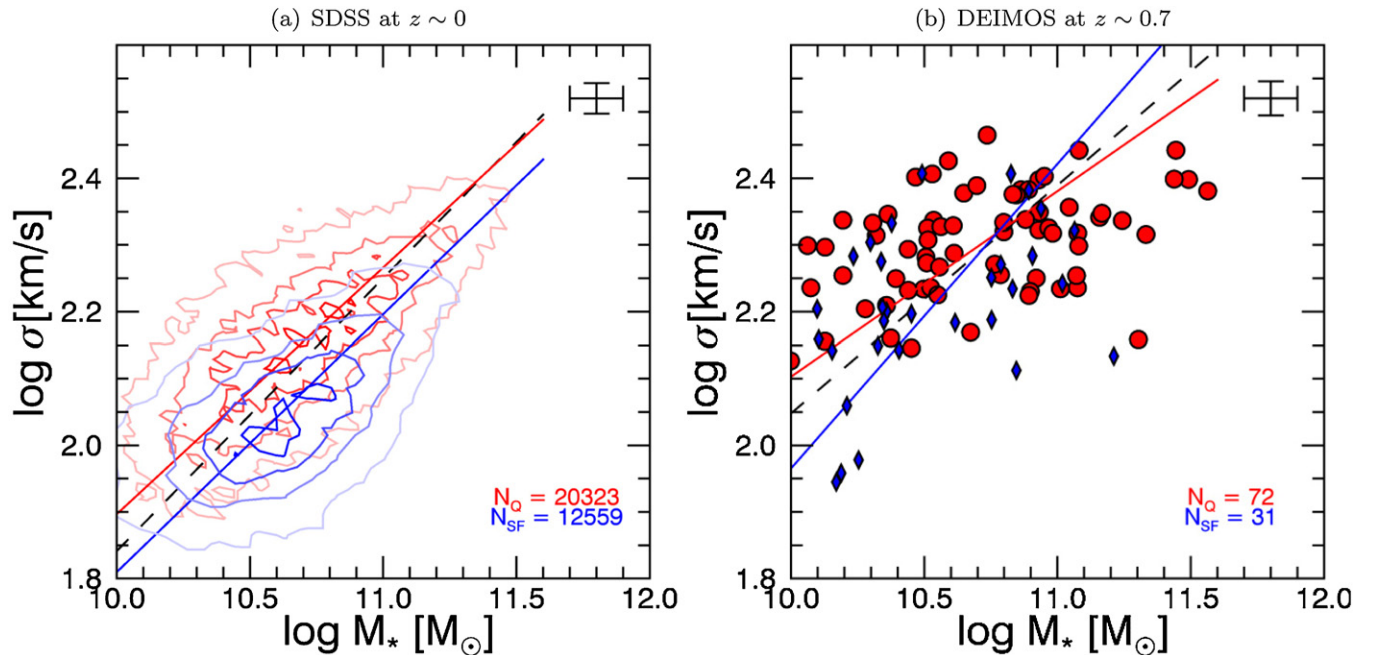 (a) SDSS at z ∼ 0
(b) DEIMOS at z ∼ 0.7
log σ[km/s]
2.4
2.2
2.0
1.8
N_Q = 20323
N_SF = 12559
10.0 10.5 11.0 11.5 12.0
log M_* [M_☉]
log σ[km/s]
2.4
2.2
2.0
1.8
N_Q = 72
N_SF = 31
10.0 10.5 11.0 11.5 12.0
log M_* [M_☉]